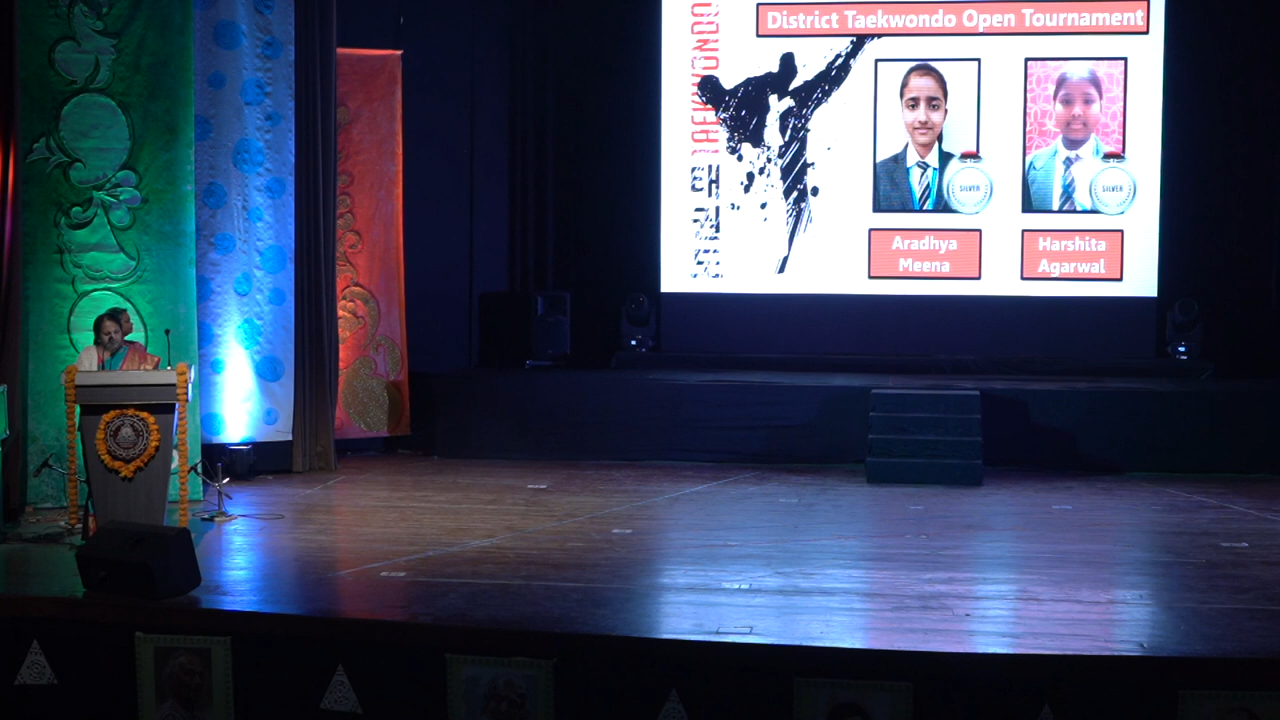 District Taekwondo Open Tournament
TAEKWONDO
SILVER
SILVER
Aradhya
Meena
Harshita
Agarwal